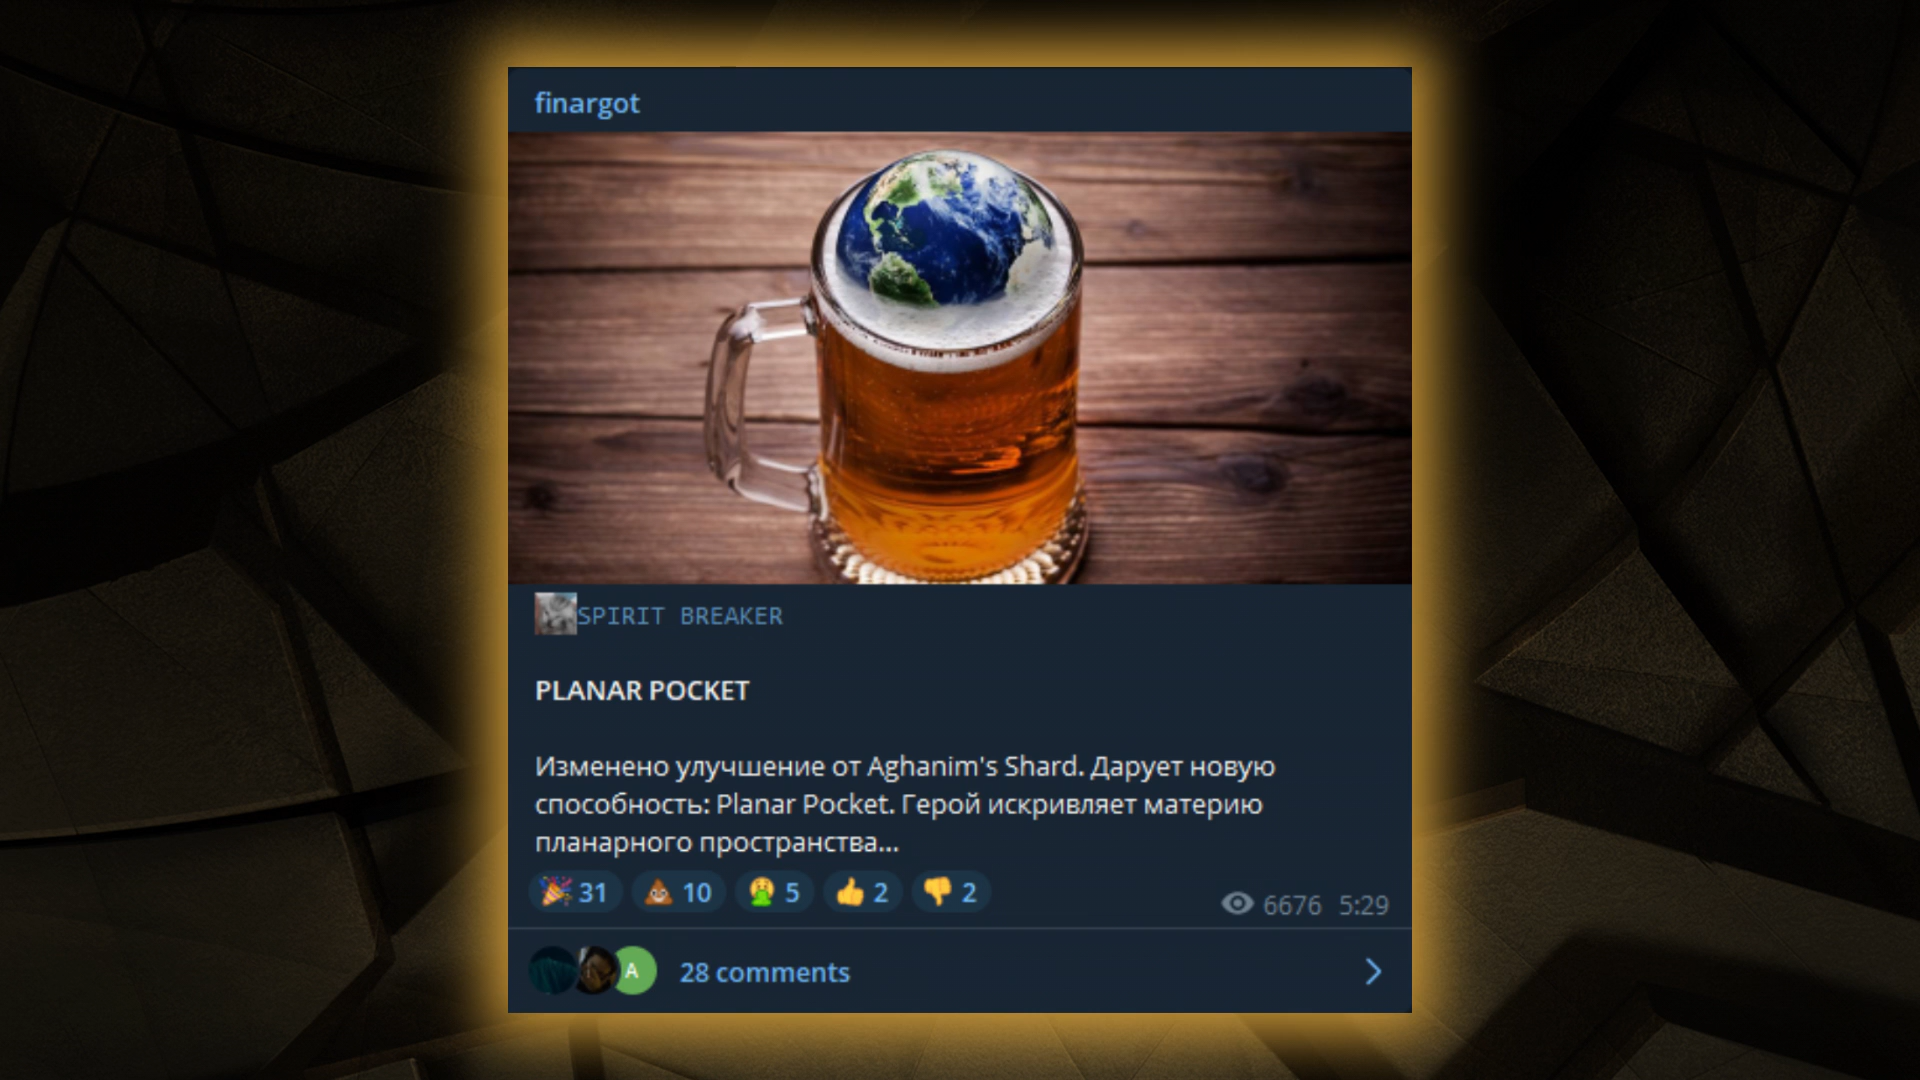 finargot
SPIRIT BREAKER
PLANAR POCKET
Изменено улучшение от Aghanim's Shard. Дарует новую
способность: Planar Pocket. Герой искривляет материю
планарного пространства...
31 10 5 2 2
6676 5:29
A
28 comments